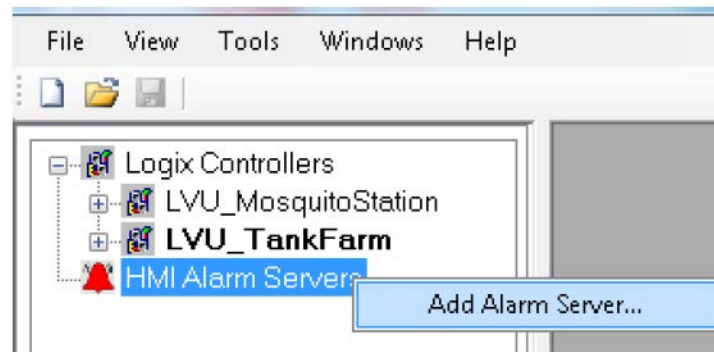 File View Tools Windows Help
Logix Controllers
LVU_MosquitoStation
LVU_TankFarm
HMI Alarm Servers
Add Alarm Server...